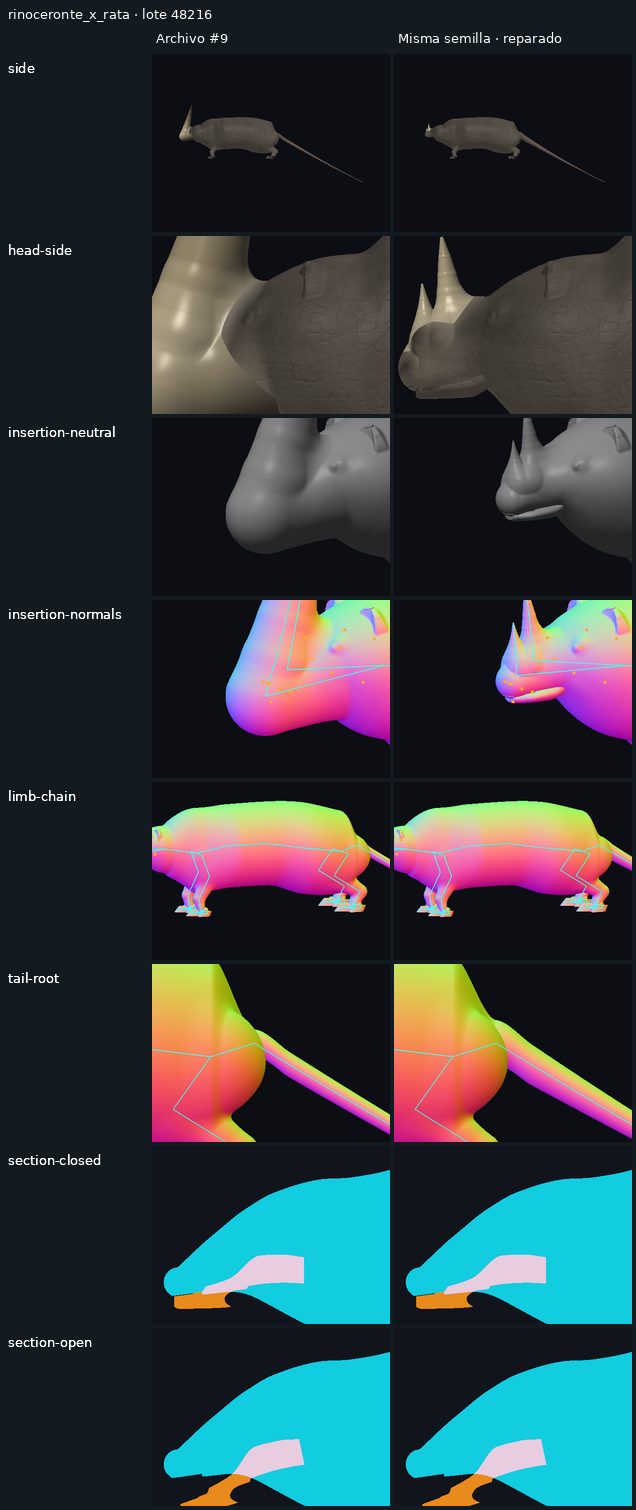 rinoceronte_x_rata · lote 48216
Archivo #9
Misma semilla · reparado
side
head-side
insertion-neutral
insertion-normals
limb-chain
tail-root
section-closed
section-open